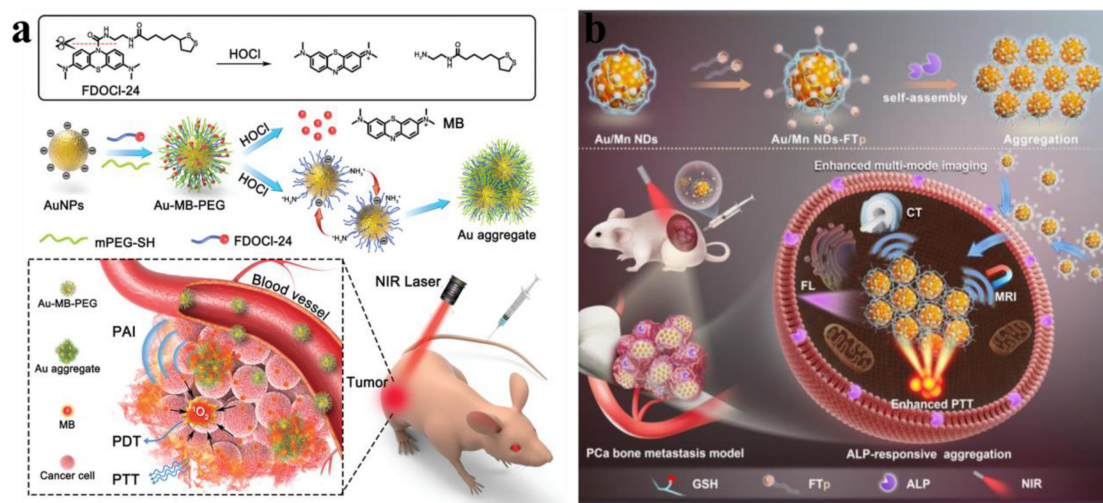 a
HOCl
FDOCl-24
HOCl
MB
HOCl
AuNPs
Au-MB-PEG
Au aggregate
mPEG-SH
FDOCl-24
Blood vessel
NIR Laser
Au-MB-PEG
PAI
Au aggregate
Tumor
¹O₂
MB
PDT
Cancer cell
PTT
b
self-assembly
Au/Mn NDs
Au/Mn NDs-FTp
Aggregation
Enhanced multi-mode imaging
CT
FL
MRI
Enhanced PTT
PCa bone metastasis model
ALP-responsive aggregation
GSH
FTp
ALP
NIR